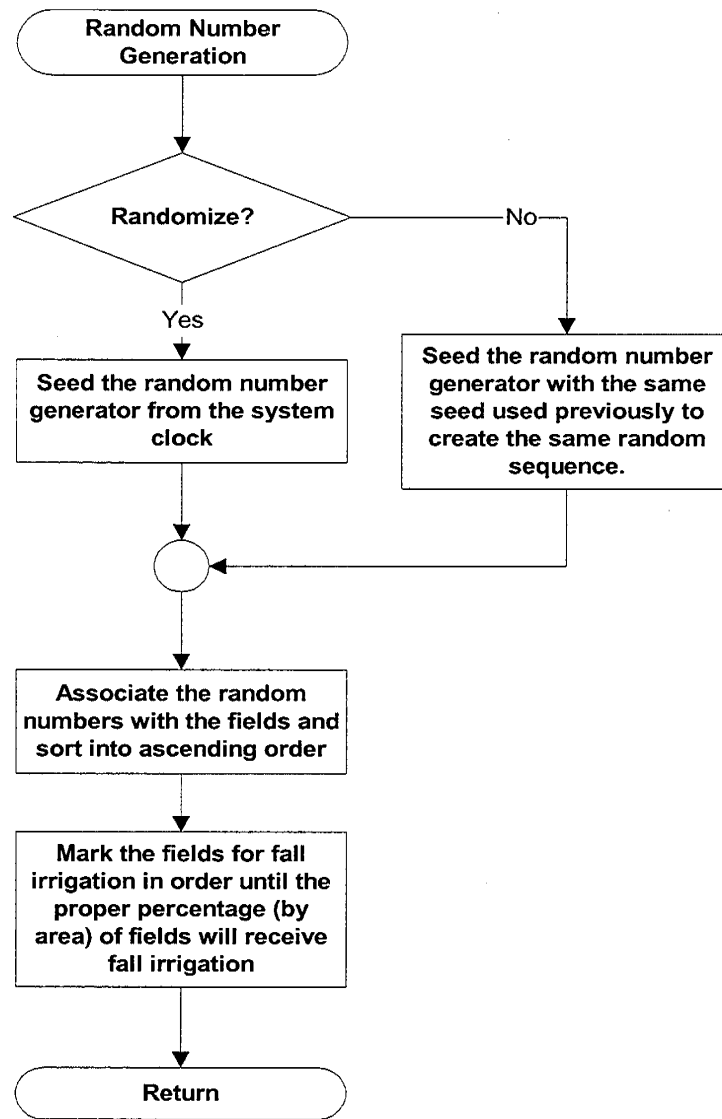 Random Number
Generation
Randomize?
No
Yes
Seed the random number
generator from the system
clock
Seed the random number
generator with the same
seed used previously to
create the same random
sequence.
Associate the random
numbers with the fields and
sort into ascending order
Mark the fields for fall
irrigation in order until the
proper percentage (by
area) of fields will receive
fall irrigation
Return